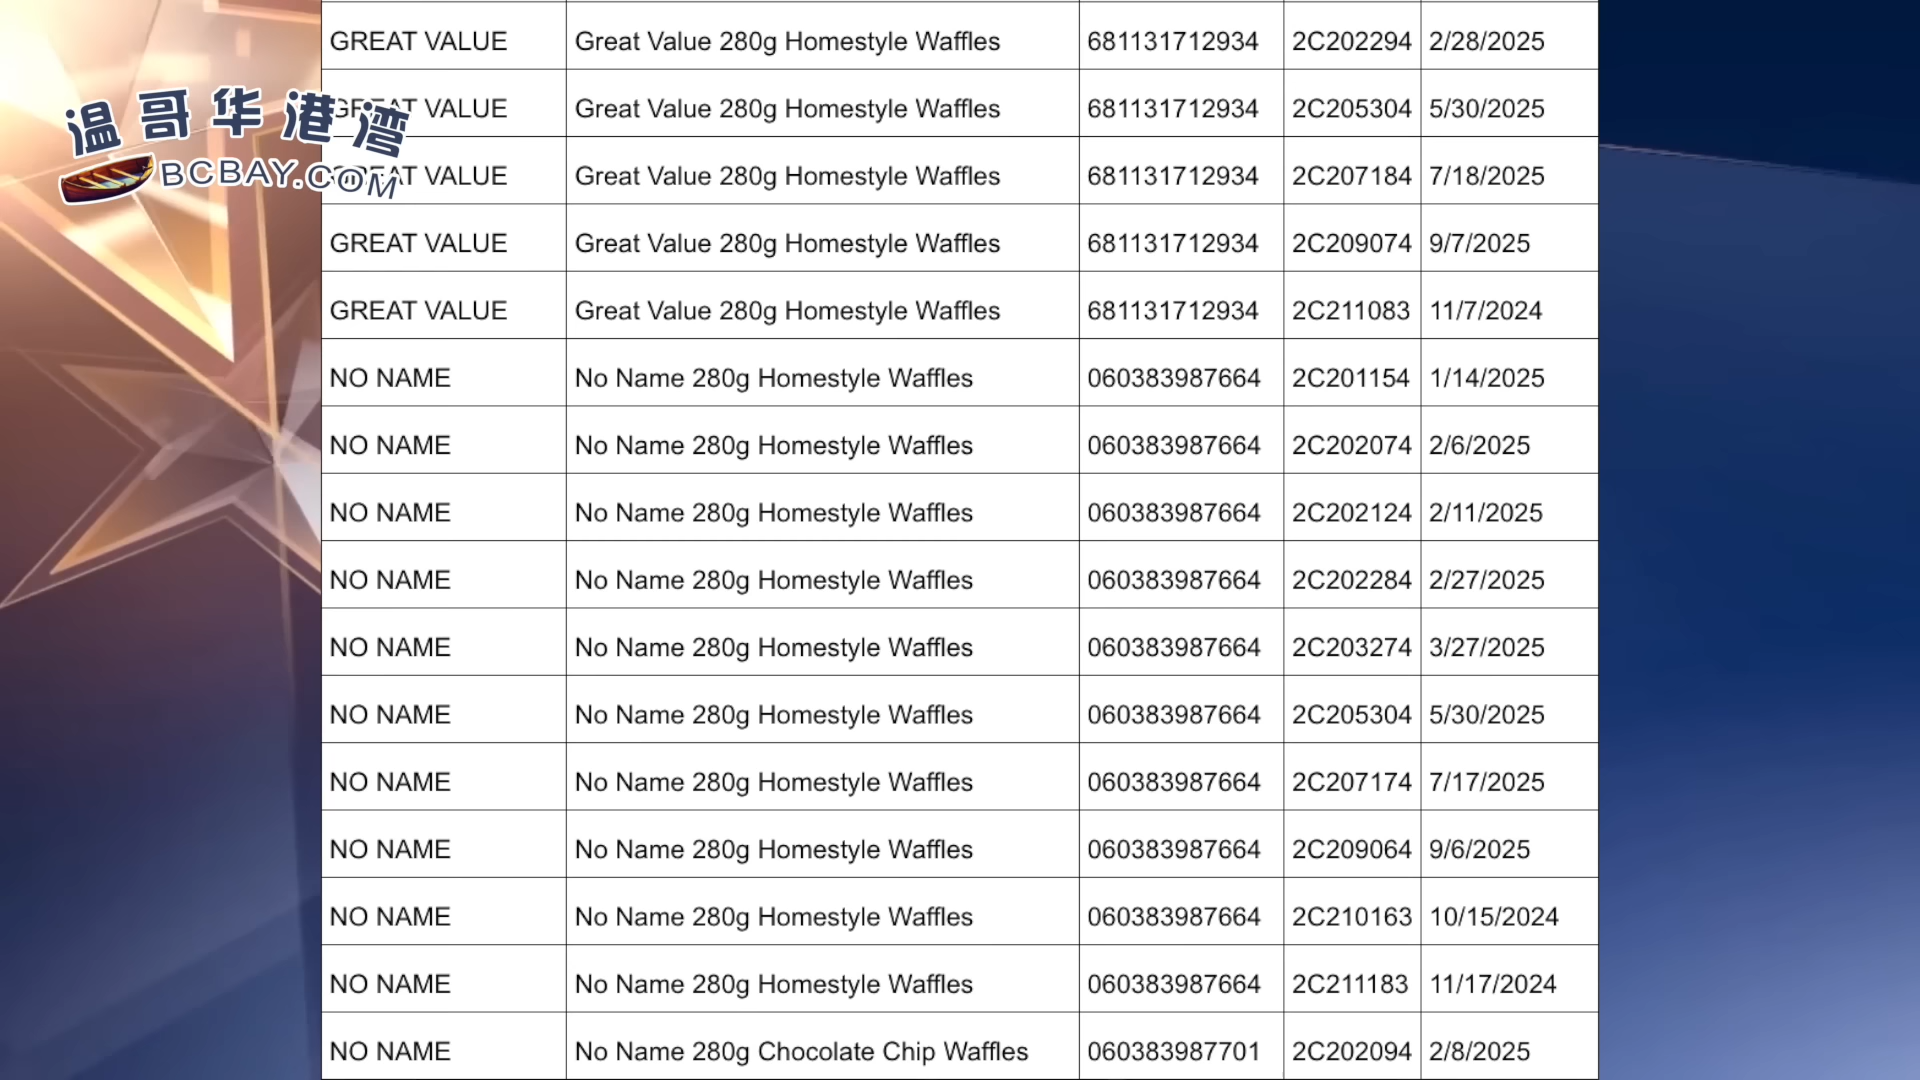 GREAT VALUE Great Value 280g Homestyle Waffles 681131712934 2C202294 2/28/2025
温哥华港湾
GREAT VALUE Great Value 280g Homestyle Waffles 681131712934 2C205304 5/30/2025
BCBAY.COM
GREAT VALUE Great Value 280g Homestyle Waffles 681131712934 2C207184 7/18/2025
GREAT VALUE Great Value 280g Homestyle Waffles 681131712934 2C209074 9/7/2025
GREAT VALUE Great Value 280g Homestyle Waffles 681131712934 2C211083 11/7/2024
NO NAME No Name 280g Homestyle Waffles 060383987664 2C201154 1/14/2025
NO NAME No Name 280g Homestyle Waffles 060383987664 2C202074 2/6/2025
NO NAME No Name 280g Homestyle Waffles 060383987664 2C202124 2/11/2025
NO NAME No Name 280g Homestyle Waffles 060383987664 2C202284 2/27/2025
NO NAME No Name 280g Homestyle Waffles 060383987664 2C203274 3/27/2025
NO NAME No Name 280g Homestyle Waffles 060383987664 2C205304 5/30/2025
NO NAME No Name 280g Homestyle Waffles 060383987664 2C207174 7/17/2025
NO NAME No Name 280g Homestyle Waffles 060383987664 2C209064 9/6/2025
NO NAME No Name 280g Homestyle Waffles 060383987664 2C210163 10/15/2024
NO NAME No Name 280g Homestyle Waffles 060383987664 2C211183 11/17/2024
NO NAME No Name 280g Chocolate Chip Waffles 060383987701 2C202094 2/8/2025